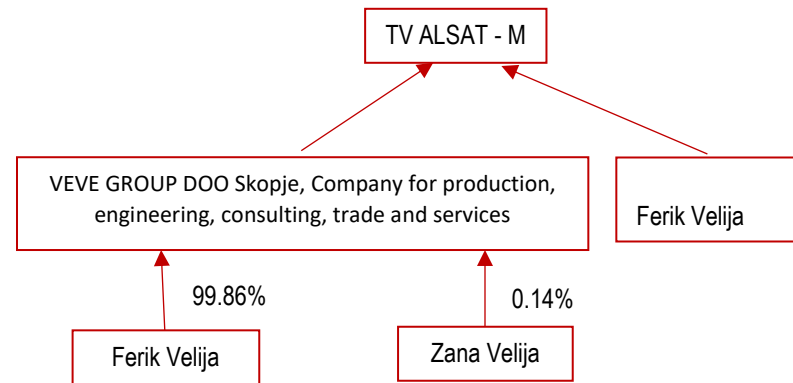 TV ALSAT - M
VEVE GROUP DOO Skopje, Company for production,
engineering, consulting, trade and services
Ferik Velija
99.86%
0.14%
Ferik Velija
Zana Velija